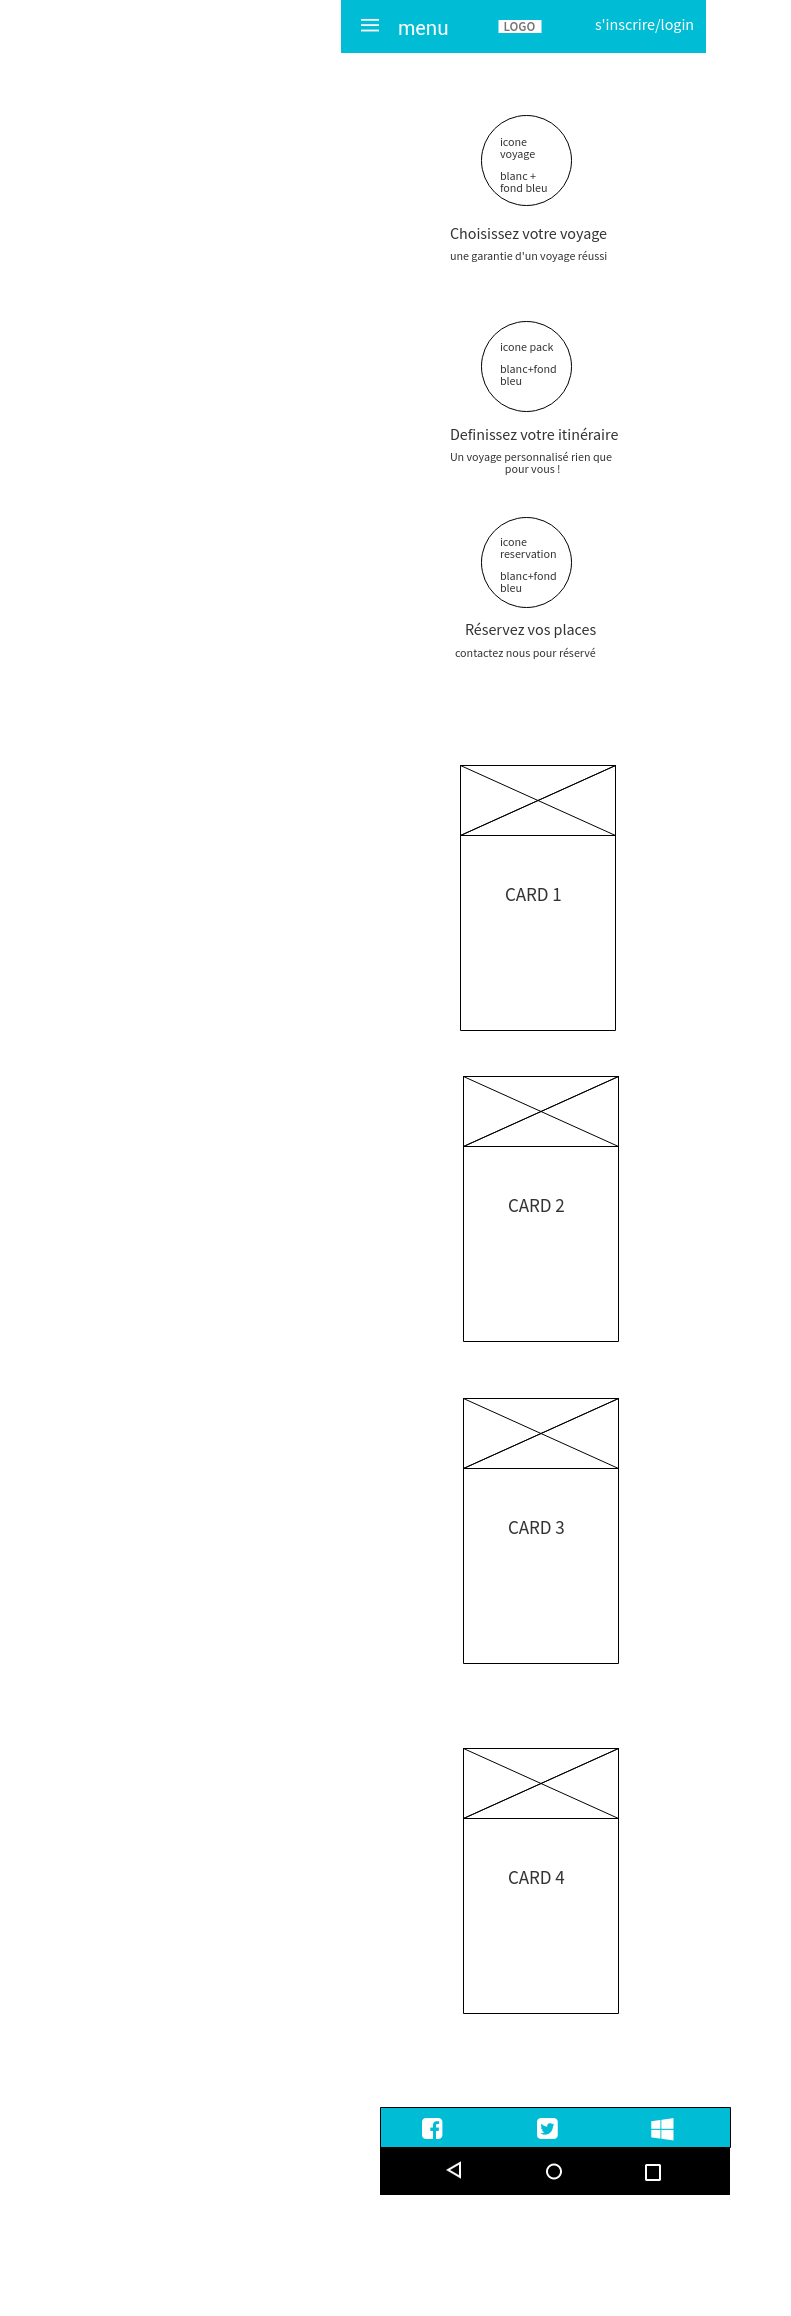 menu
LOGO
s'inscrire/login
icone
voyage
blanc +
fond bleu
Choisissez votre voyage
une garantie d'un voyage réussi
icone pack
blanc+fond
bleu
Definissez votre itinéraire
Un voyage personnalisé rien que
pour vous !
icone
reservation
blanc+fond
bleu
Réservez vos places
contactez nous pour réservé
CARD 1
CARD 2
CARD 3
CARD 4